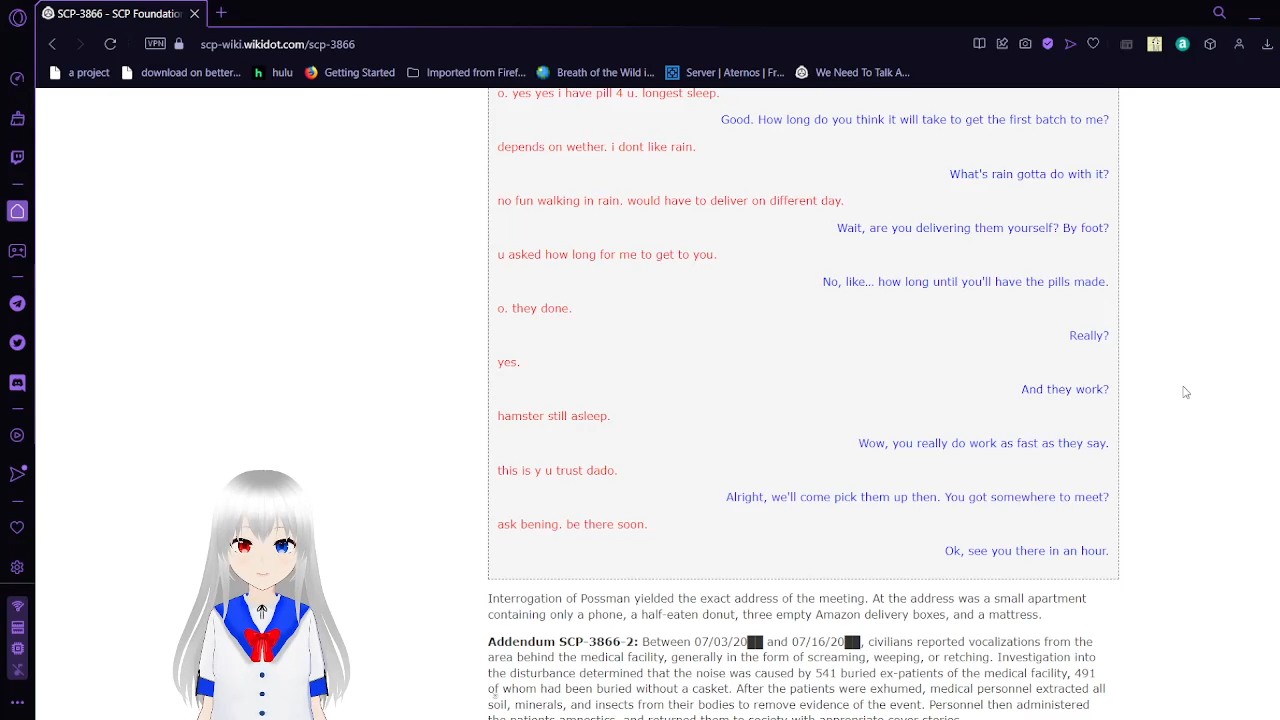 SCP-3866 - SCP Foundation
VPN
scp-wiki.wikidot.com/scp-3866
a project
download on better...
hulu
Getting Started
Imported from Firef...
Breath of the Wild i...
Server | Aternos | Fr...
We Need To Talk A...
o. yes yes i have pill 4 u. longest sleep.
Good. How long do you think it will take to get the first batch to me?
depends on wether. i dont like rain.
What's rain gotta do with it?
no fun walking in rain. would have to deliver on different day.
Wait, are you delivering them yourself? By foot?
u asked how long for me to get to you.
No, like... how long until you'll have the pills made.
o. they done.
Really?
yes.
And they work?
hamster still asleep.
Wow, you really do work as fast as they say.
this is y u trust dado.
Alright, we'll come pick them up then. You got somewhere to meet?
ask bening. be there soon.
Ok, see you there in an hour.
Interrogation of Possman yielded the exact address of the meeting. At the address was a small apartment
containing only a phone, a half-eaten donut, three empty Amazon delivery boxes, and a mattress.
Addendum SCP-3866-2: Between 07/03/20██ and 07/16/20██, civilians reported vocalizations from the
area behind the medical facility, generally in the form of screaming, weeping, or retching. Investigation into
the disturbance determined that the noise was caused by 541 buried ex-patients of the medical facility, 491
of whom had been buried without a casket. After the patients were exhumed, medical personnel extracted all
soil, minerals, and insects from their bodies to remove evidence of the event. Personnel then administered
the patients amnestics, and returned them to society with appropriate cover stories.